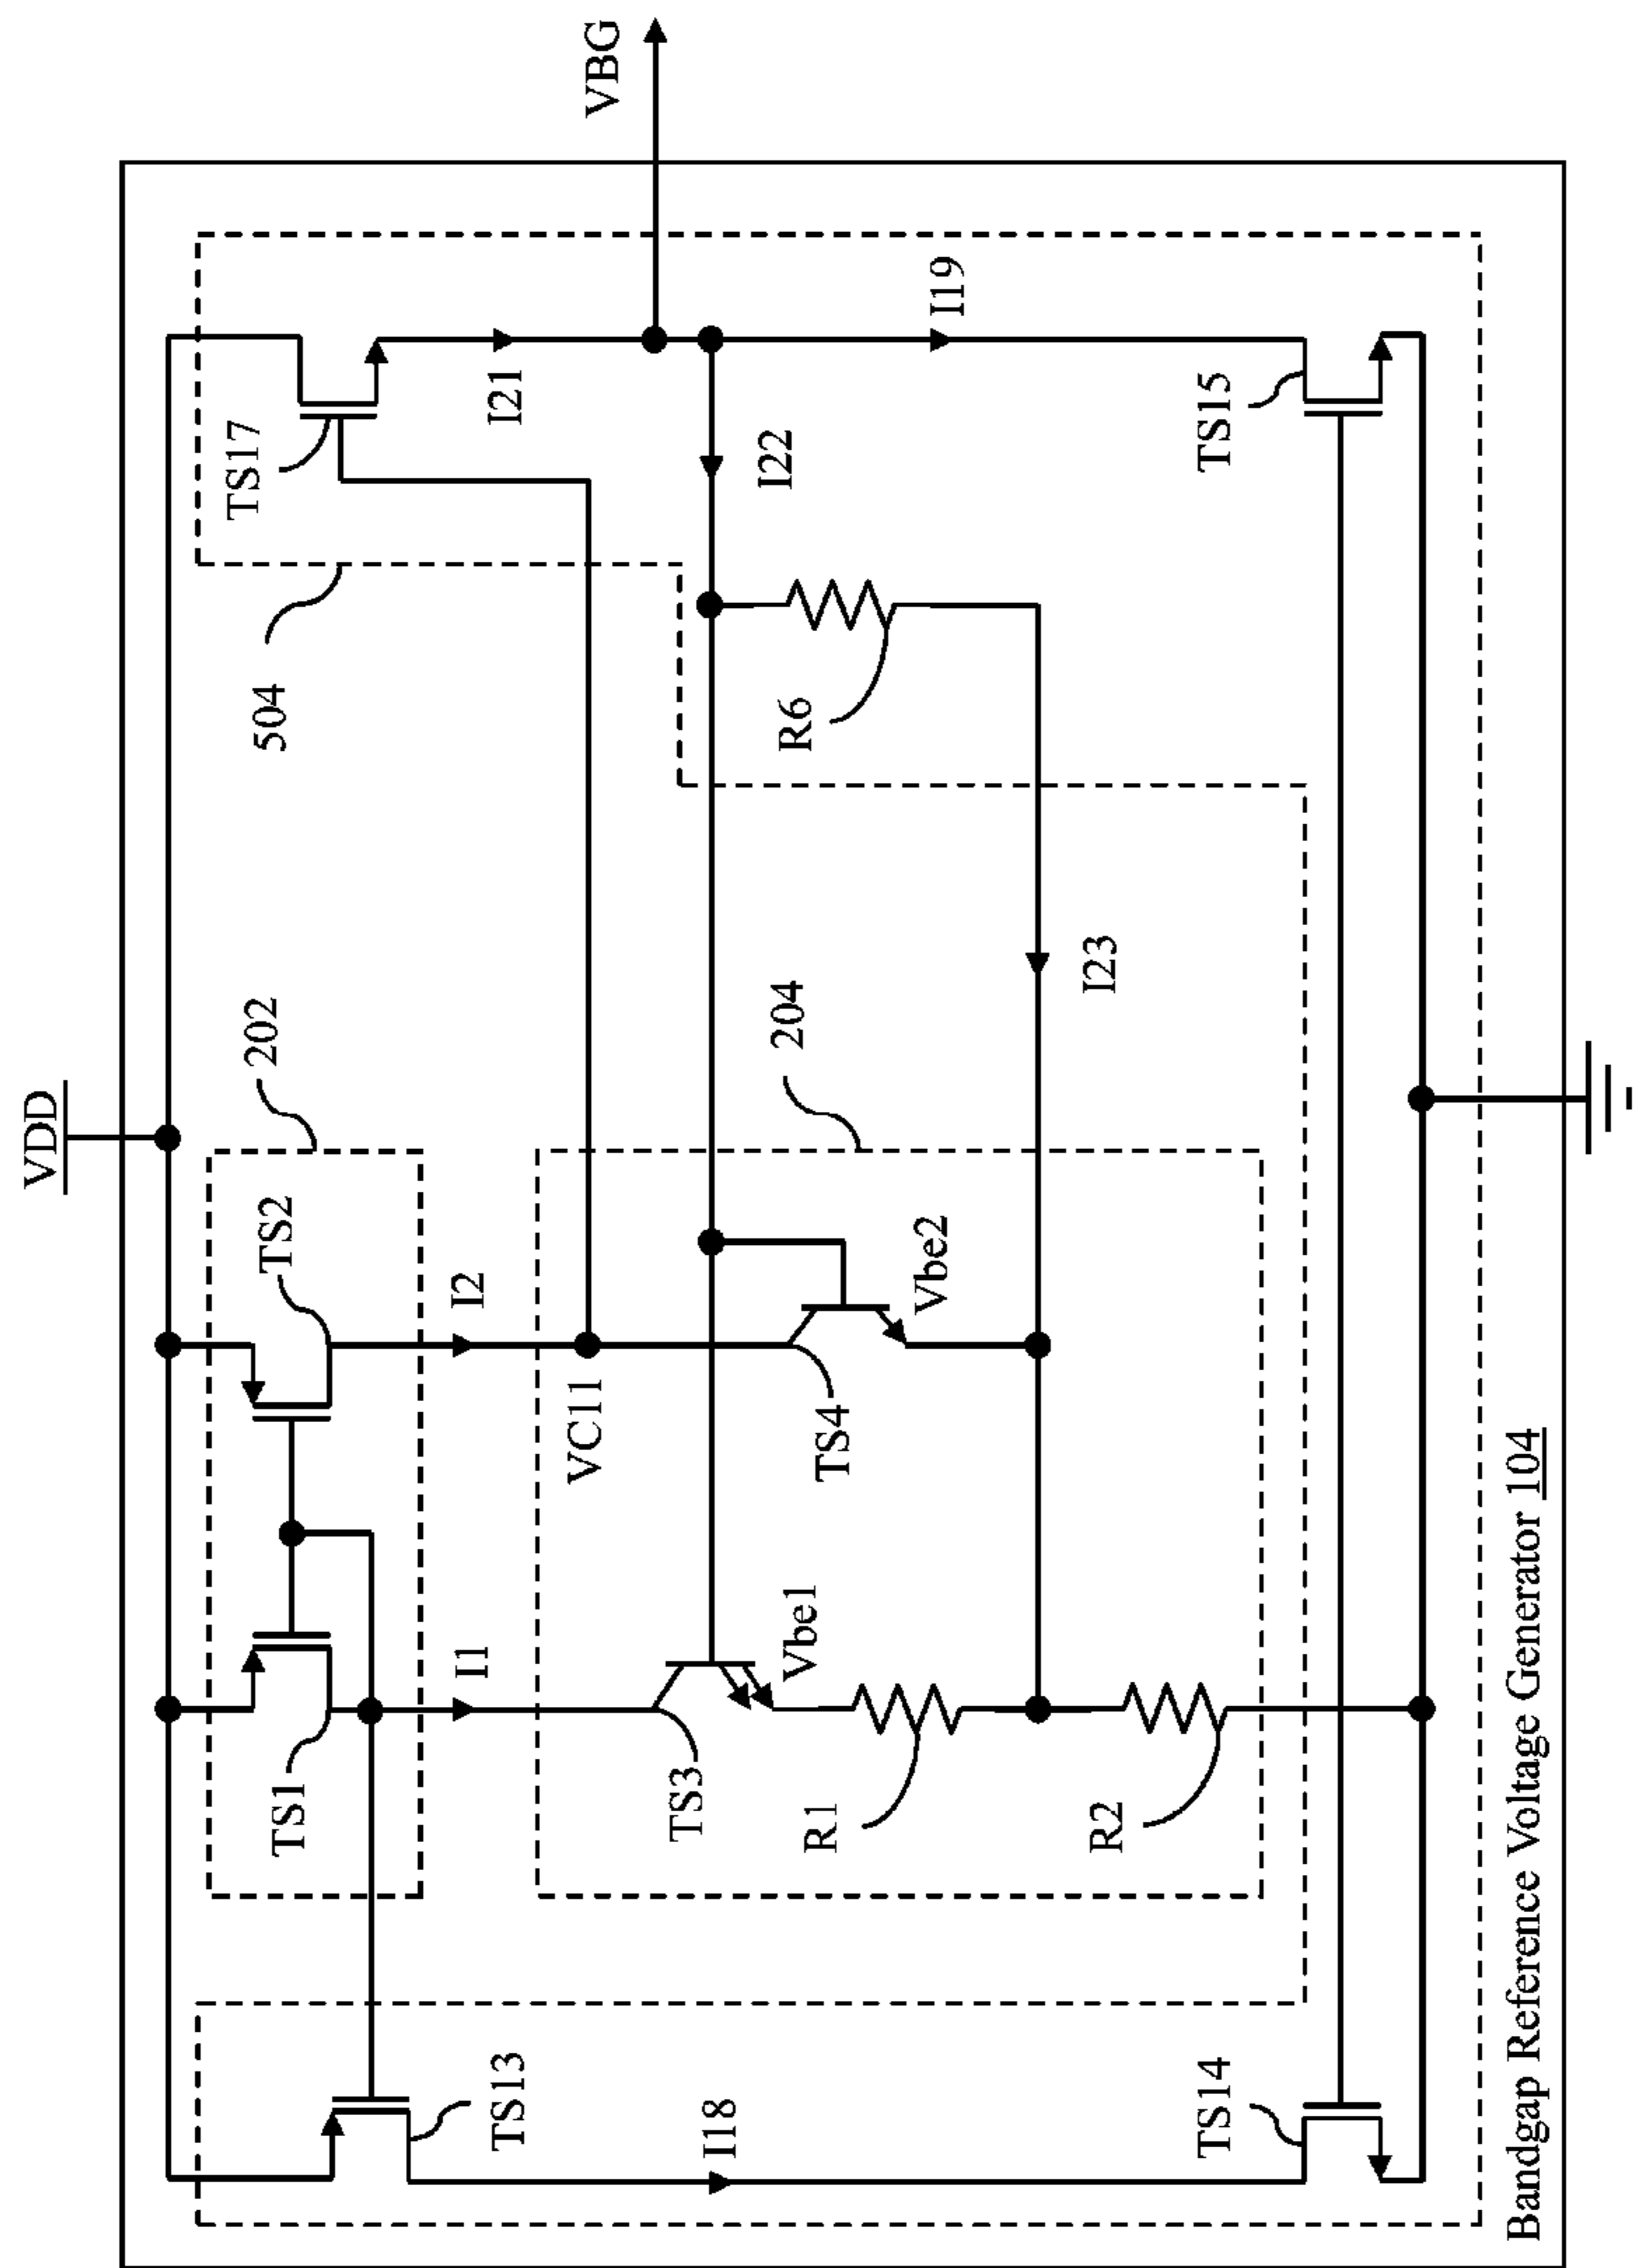 VDD
TS1
TS2
202
504
TS17
TS13
I1
I2
I21
VC11
VBG
TS3
I18
Vbe1
204
I22
R1
TS4
R6
Vbe2
I19
R2
I23
TS14
TS15
Bandgap Reference Voltage Generator 104